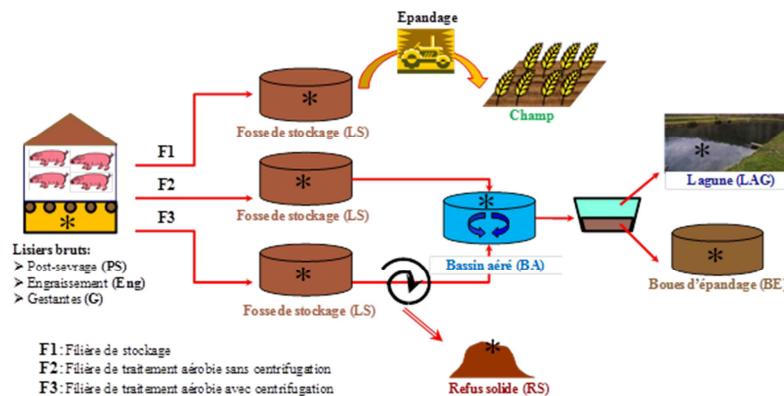 Epandage
Champ
F1
Fosse de stockage (LS)
F2
Fosse de stockage (LS)
F3
Fosse de stockage (LS)
Bassin aéré (BA)
Lagune (LAG)
Boues d'épandage (BE)
Refus solide (RS)
Lisiers bruts:
➢ Post-sevrage (PS)
➢ Engraissement (Eng)
➢ Gestantes (G)
F1: Filière de stockage
F2: Filière de traitement aérobie sans centrifugation
F3: Filière de traitement aérobie avec centrifugation